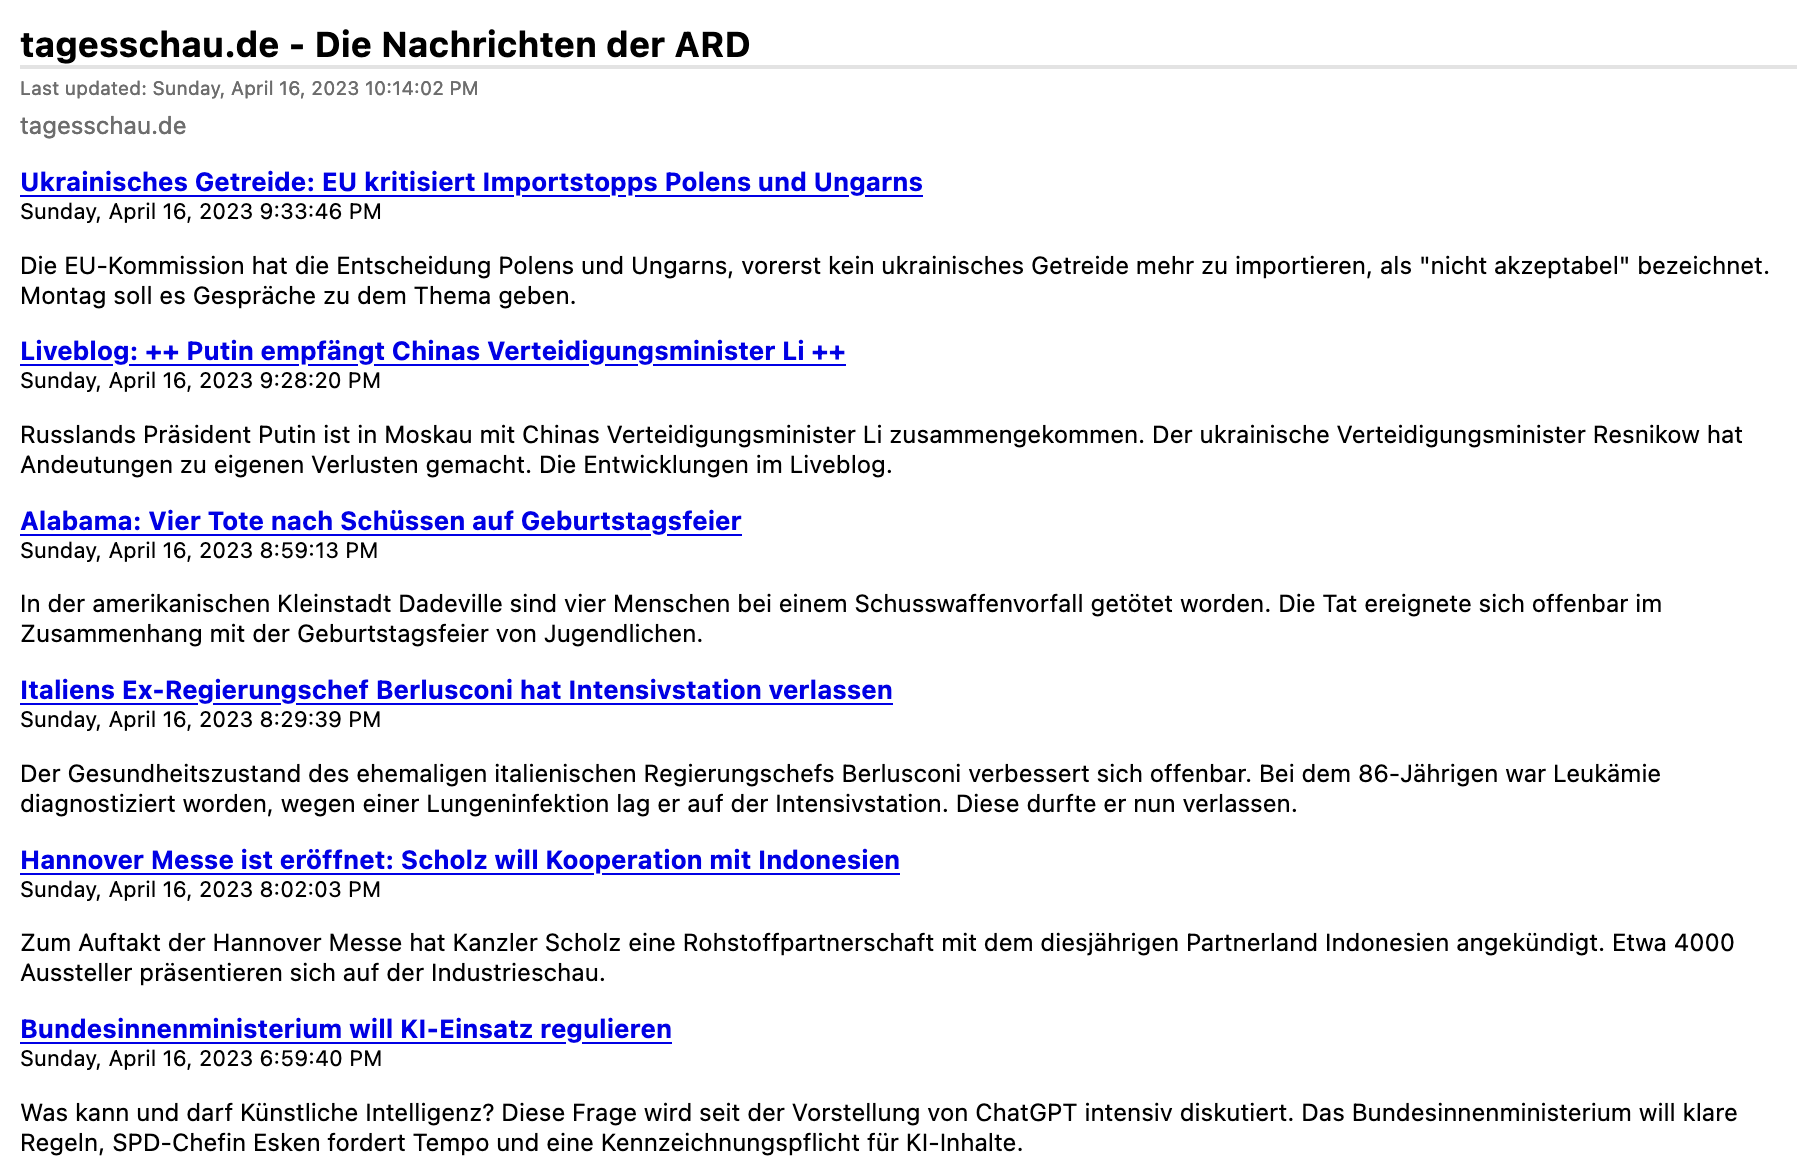 tagesschau.de - Die Nachrichten der ARD
Last updated: Sunday, April 16, 2023 10:14:02 PM
tagesschau.de
Ukrainisches Getreide: EU kritisiert Importstopps Polens und Ungarns
Sunday, April 16, 2023 9:33:46 PM
Die EU-Kommission hat die Entscheidung Polens und Ungarns, vorerst kein ukrainisches Getreide mehr zu importieren, als "nicht akzeptabel" bezeichnet.
Montag soll es Gespräche zu dem Thema geben.
Liveblog: ++ Putin empfängt Chinas Verteidigungsminister Li ++
Sunday, April 16, 2023 9:28:20 PM
Russlands Präsident Putin ist in Moskau mit Chinas Verteidigungsminister Li zusammengekommen. Der ukrainische Verteidigungsminister Resnikow hat
Andeutungen zu eigenen Verlusten gemacht. Die Entwicklungen im Liveblog.
Alabama: Vier Tote nach Schüssen auf Geburtstagsfeier
Sunday, April 16, 2023 8:59:13 PM
In der amerikanischen Kleinstadt Dadeville sind vier Menschen bei einem Schusswaffenvorfall getötet worden. Die Tat ereignete sich offenbar im
Zusammenhang mit der Geburtstagsfeier von Jugendlichen.
Italiens Ex-Regierungschef Berlusconi hat Intensivstation verlassen
Sunday, April 16, 2023 8:29:39 PM
Der Gesundheitszustand des ehemaligen italienischen Regierungschefs Berlusconi verbessert sich offenbar. Bei dem 86-Jährigen war Leukämie
diagnostiziert worden, wegen einer Lungeninfektion lag er auf der Intensivstation. Diese durfte er nun verlassen.
Hannover Messe ist eröffnet: Scholz will Kooperation mit Indonesien
Sunday, April 16, 2023 8:02:03 PM
Zum Auftakt der Hannover Messe hat Kanzler Scholz eine Rohstoffpartnerschaft mit dem diesjährigen Partnerland Indonesien angekündigt. Etwa 4000
Aussteller präsentieren sich auf der Industrieschau.
Bundesinnenministerium will KI-Einsatz regulieren
Sunday, April 16, 2023 6:59:40 PM
Was kann und darf Künstliche Intelligenz? Diese Frage wird seit der Vorstellung von ChatGPT intensiv diskutiert. Das Bundesinnenministerium will klare
Regeln, SPD-Chefin Esken fordert Tempo und eine Kennzeichnungspflicht für KI-Inhalte.